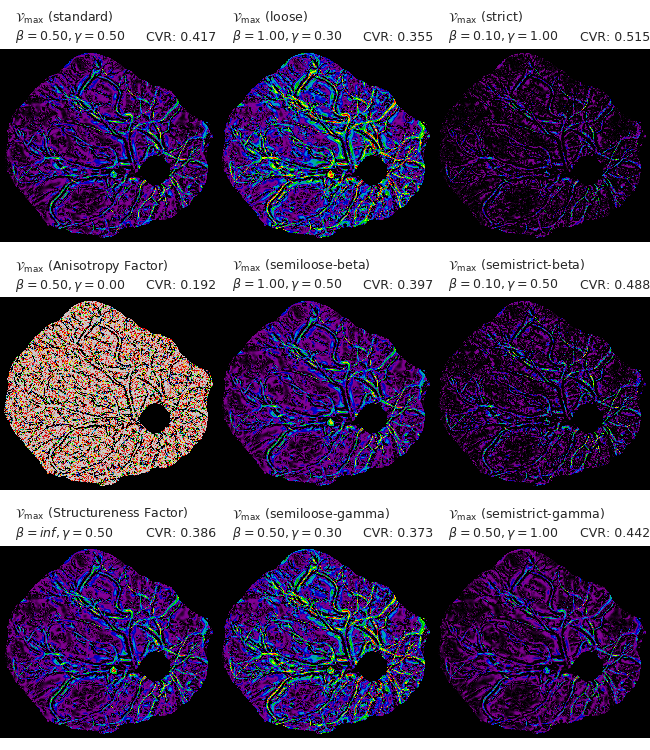 𝒱max (standard)
β = 0.50, γ = 0.50 CVR: 0.417
𝒱max (loose)
β = 1.00, γ = 0.30 CVR: 0.355
𝒱max (strict)
β = 0.10, γ = 1.00 CVR: 0.515
𝒱max (Anisotropy Factor)
β = 0.50, γ = 0.00 CVR: 0.192
𝒱max (semiloose-beta)
β = 1.00, γ = 0.50 CVR: 0.397
𝒱max (semistrict-beta)
β = 0.10, γ = 0.50 CVR: 0.488
𝒱max (Structureness Factor)
β = inf, γ = 0.50 CVR: 0.386
𝒱max (semiloose-gamma)
β = 0.50, γ = 0.30 CVR: 0.373
𝒱max (semistrict-gamma)
β = 0.50, γ = 1.00 CVR: 0.442